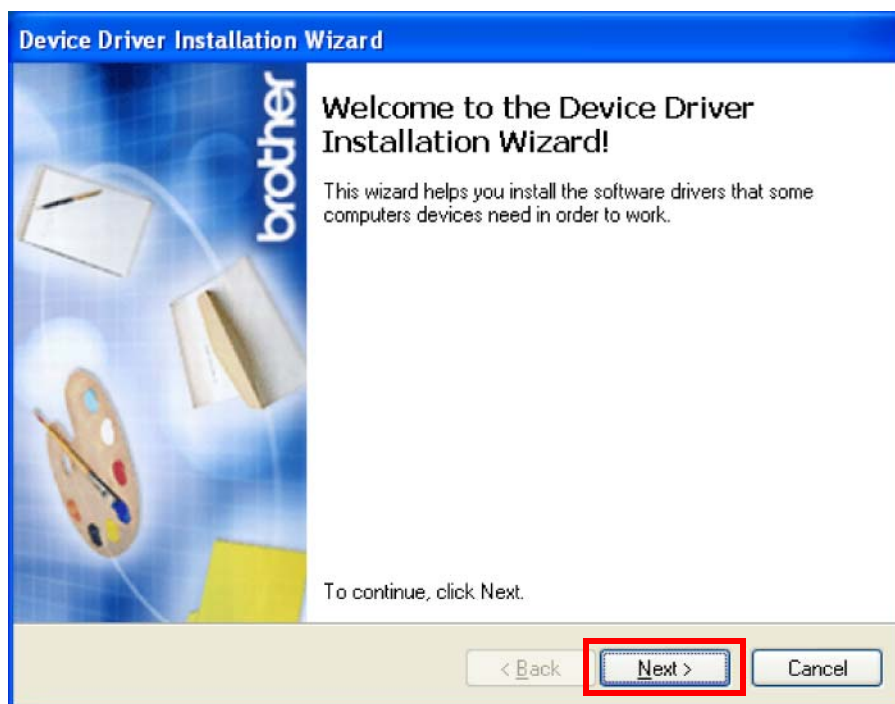 Device Driver Installation Wizard
brother
Welcome to the Device Driver
Installation Wizard!
This wizard helps you install the software drivers that some
computers devices need in order to work.
To continue, click Next.
< Back
Next >
Cancel